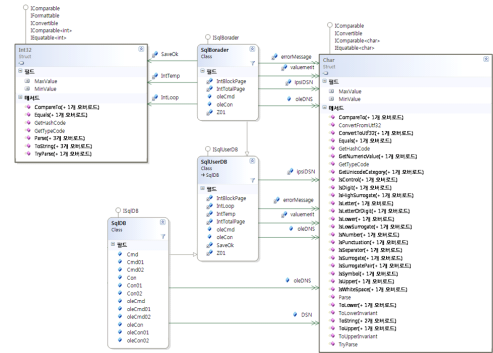 IComparable
IFormattable
IConvertible
IComparable<int>
IEquatable<int>
Int32
Struct
필드
MaxValue
MinValue
메서드
CompareTo(+ 1개 오버로드)
Equals(+ 1개 오버로드)
GetHashCode
GetTypeCode
Parse(+ 3개 오버로드)
ToString(+ 3개 오버로드)
TryParse(+ 1개 오버로드)
SaveOk
IntTemp
IntLoop
ISqlBorader
SqlBorader
Class
필드
IntBlockPage
IntTotalPage
oleCmd
oleCon
Z01
errorMessage
valuement
ipsiDSN
oleDNS
ISqlUserDB
SqlUserDB
Class
SqlDB
필드
IntBlockPage
IntLoop
IntTemp
IntTotalPage
oleCmd
oleCon
SaveOk
Z01
ipsiDSN
errorMessage
valuement
oleDNS
ISqlDB
SqlDB
Class
필드
Cmd
Cmd01
Cmd02
Con
Con01
Con02
oleCmd
oleCmd01
oleCmd02
oleCon
oleCon01
oleCon02
oleDNS
DSN
IComparable
IConvertible
IComparable<char>
IEquatable<char>
Char
Struct
필드
MaxValue
MinValue
메서드
CompareTo(+ 1개 오버로드)
ConvertFromUtf32
ConvertToUtf32(+ 1개 오버로드)
Equals(+ 1개 오버로드)
GetHashCode
GetNumericValue(+ 1개 오버로드)
GetTypeCode
GetUnicodeCategory(+ 1개 오버로드)
IsControl(+ 1개 오버로드)
IsDigit(+ 1개 오버로드)
IsHighSurrogate(+ 1개 오버로드)
IsLetter(+ 1개 오버로드)
IsLetterOrDigit(+ 1개 오버로드)
IsLower(+ 1개 오버로드)
IsLowSurrogate(+ 1개 오버로드)
IsNumber(+ 1개 오버로드)
IsPunctuation(+ 1개 오버로드)
IsSeparator(+ 1개 오버로드)
IsSurrogate(+ 1개 오버로드)
IsSurrogatePair(+ 1개 오버로드)
IsSymbol(+ 1개 오버로드)
IsUpper(+ 1개 오버로드)
IsWhiteSpace(+ 1개 오버로드)
Parse
ToLower(+ 1개 오버로드)
ToLowerInvariant
ToString(+ 2개 오버로드)
ToUpper(+ 1개 오버로드)
ToUpperInvariant
TryParse